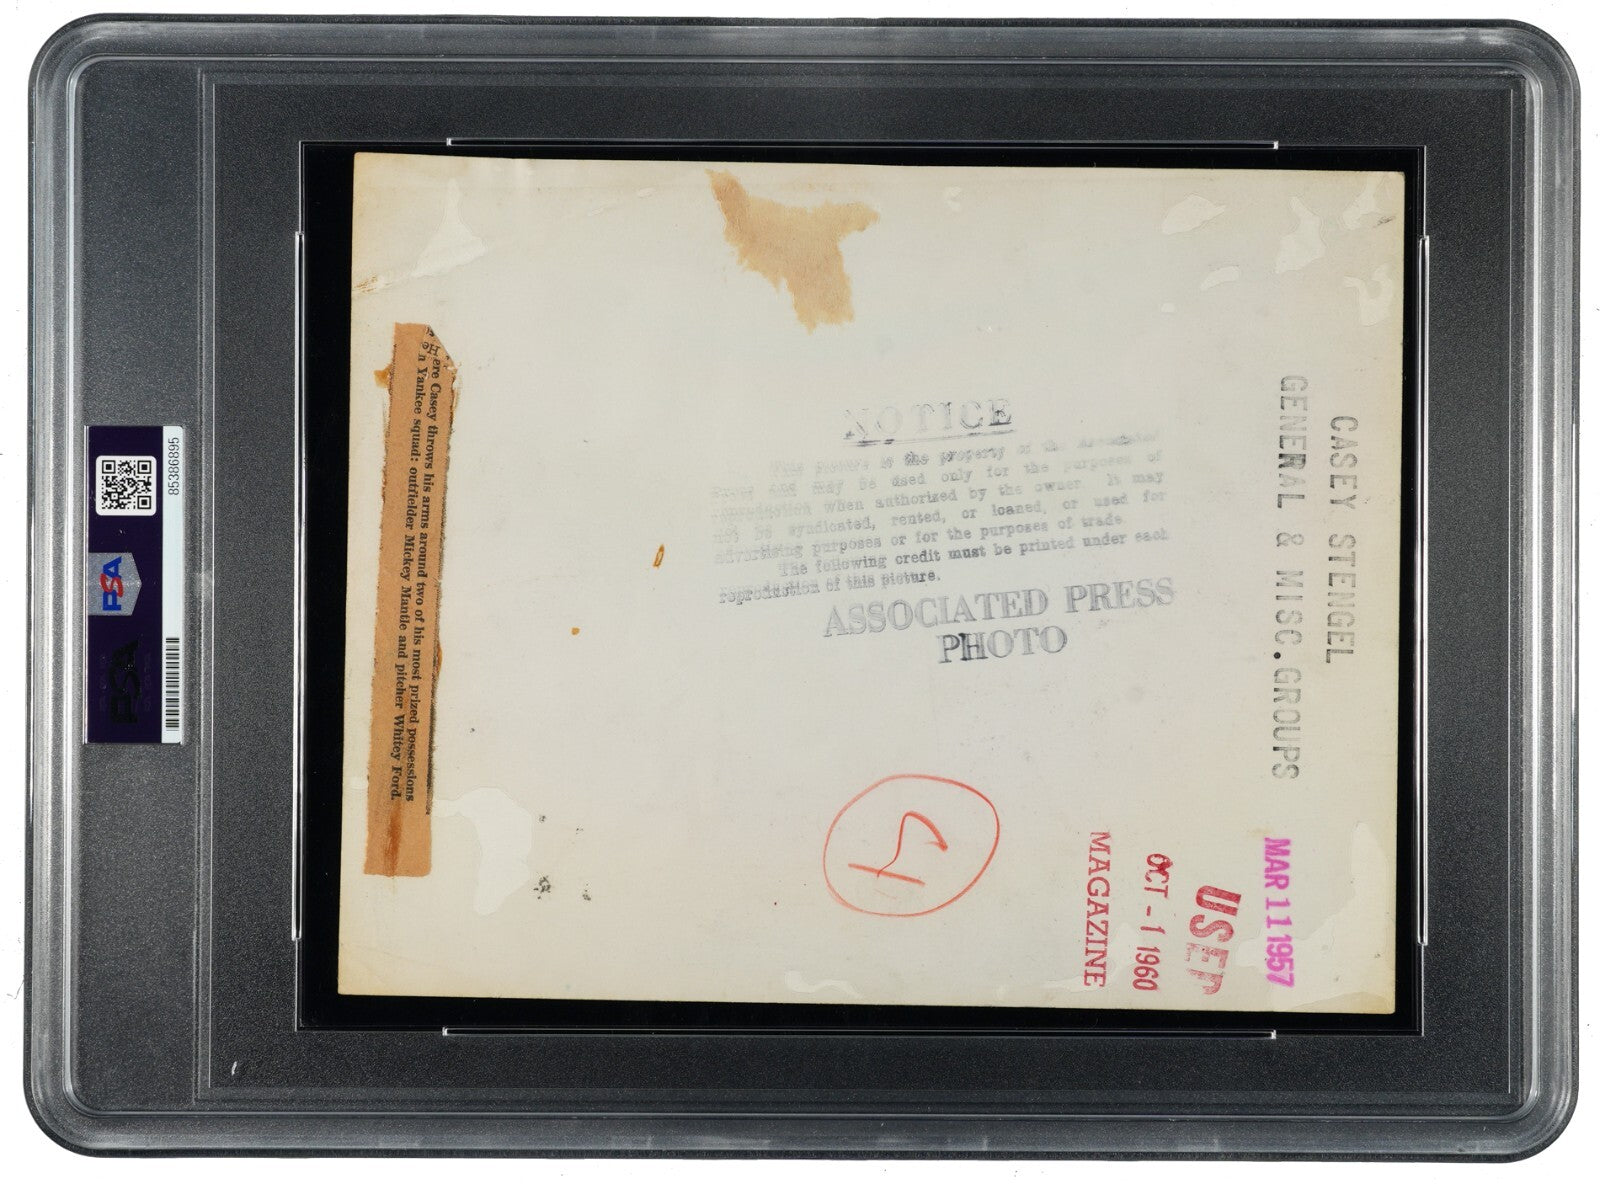 CASEY STENGEL
GENERAL & MISC. GROUPS
MAR 11 1957
USED
OCT - 1 1960
MAGAZINE
NOTICE
This picture is the property of the Associated
Press and may be used only for the purposes of
reproduction when authorized by the owner. It may
not be syndicated, rented, or loaned, or used for
advertising purposes or for the purposes of trade.
The following credit must be printed under each
reproduction of this picture.
ASSOCIATED PRESS
PHOTO
Here Casey throws his arms around two of his most prized possessions
n Yankee squad: outfielder Mickey Mantle and pitcher Whitey Ford.
85386895
PSA
PSA